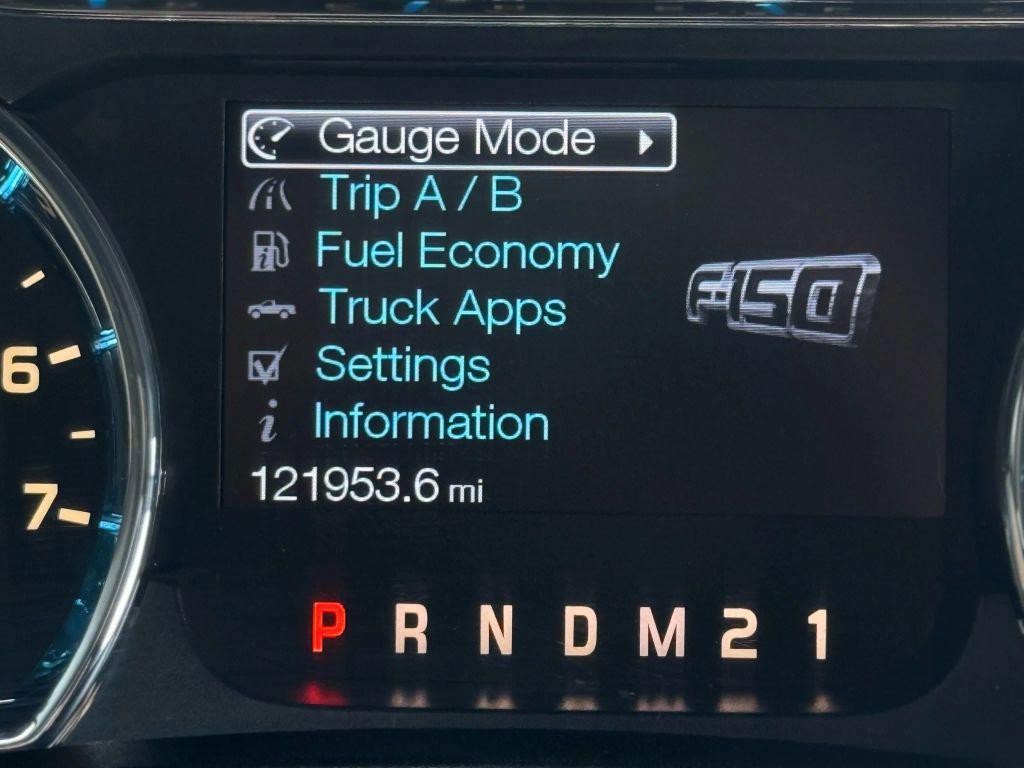 Gauge Mode
Trip A / B
Fuel Economy
F-150
Truck Apps
Settings
Information
121953.6 mi
6
7
P R N D M 2 1